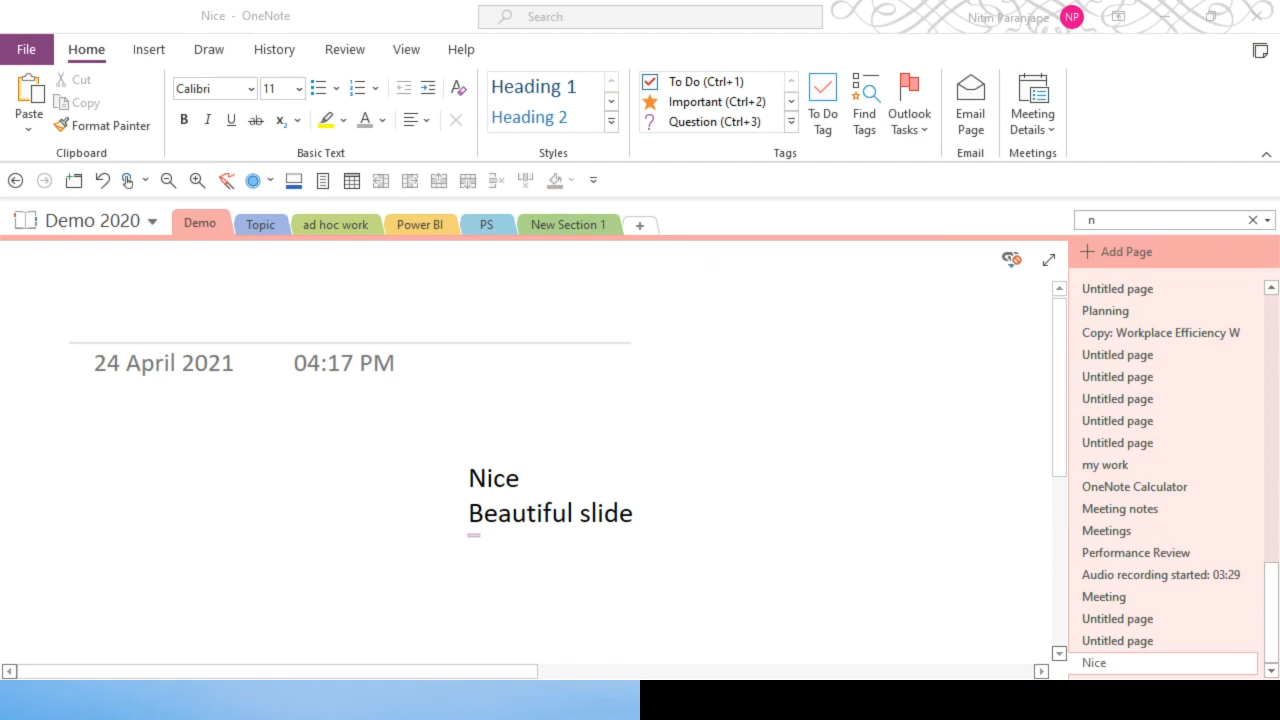 Nice - OneNote
Search
Nitin Paranjape
NP
File
Home
Insert
Draw
History
Review
View
Help
Paste
Cut
Copy
Format Painter
Clipboard
Calibri
11
B I U ab x₂ A
Basic Text
Heading 1
Heading 2
Styles
To Do (Ctrl+1)
Important (Ctrl+2)
? Question (Ctrl+3)
To Do
Tag
Find
Tags
Outlook
Tasks
Tags
Email
Page
Email
Meeting
Details
Meetings
Demo 2020
Demo
Topic
ad hoc work
Power BI
PS
New Section 1
+
n
Add Page
24 April 2021 04:17 PM
Nice
Beautiful slide
Untitled page
Planning
Copy: Workplace Efficiency W
Untitled page
Untitled page
Untitled page
Untitled page
Untitled page
my work
OneNote Calculator
Meeting notes
Meetings
Performance Review
Audio recording started: 03:29
Meeting
Untitled page
Untitled page
Nice